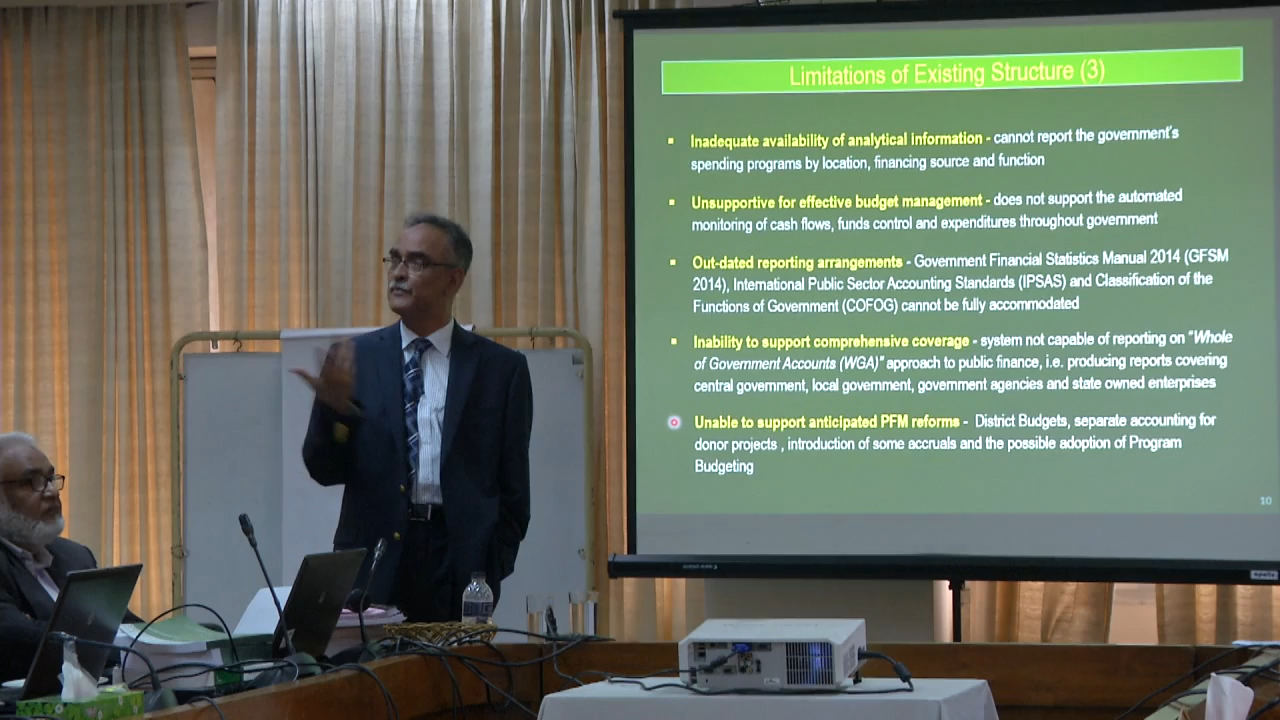 Limitations of Existing Structure (3)
▪ Inadequate availability of analytical information - cannot report the government's
spending programs by location, financing source and function
▪ Unsupportive for effective budget management - does not support the automated
monitoring of cash flows, funds control and expenditures throughout government
▪ Out-dated reporting arrangements - Government Financial Statistics Manual 2014 (GFSM
2014), International Public Sector Accounting Standards (IPSAS) and Classification of the
Functions of Government (COFOG) cannot be fully accommodated
▪ Inability to support comprehensive coverage - system not capable of reporting on "Whole
of Government Accounts (WGA)" approach to public finance, i.e. producing reports covering
central government, local government, government agencies and state owned enterprises
Unable to support anticipated PFM reforms - District Budgets, separate accounting for
donor projects , introduction of some accruals and the possible adoption of Program
Budgeting
10